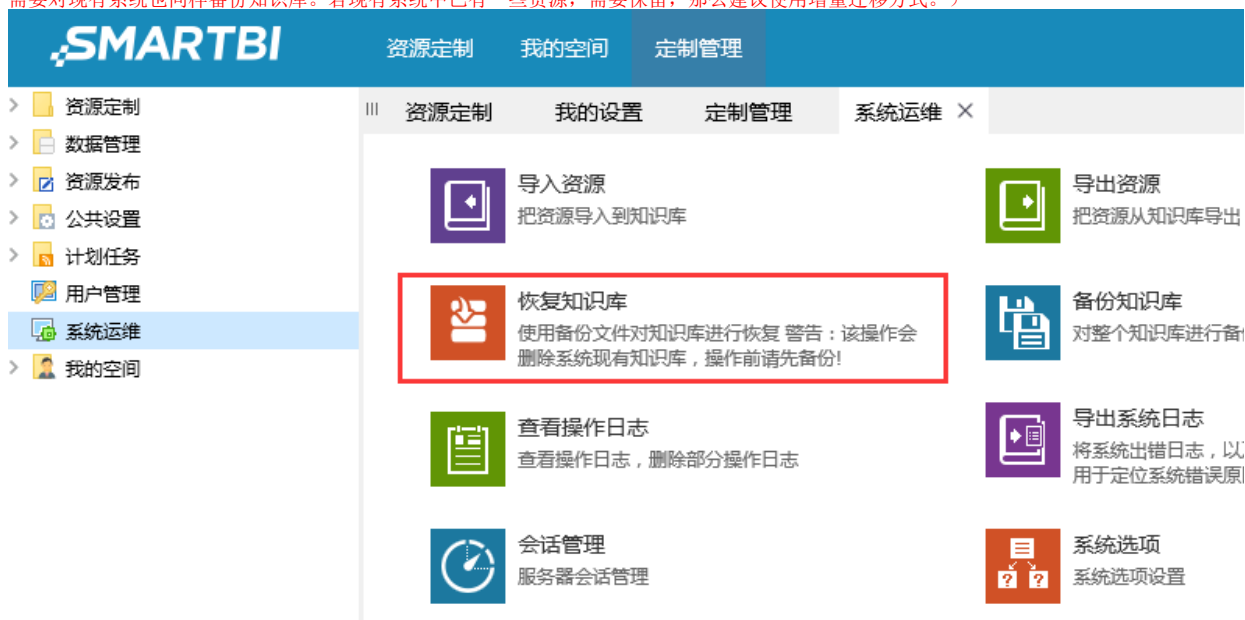 需要对现有系统也同样备份知识库。若现有系统中已有一些资源，需要保留，那么建议使用增量迁移方式。）
SMARTBI 资源定制 我的空间 定制管理
资源定制
数据管理
资源发布
公共设置
计划任务
用户管理
系统运维
我的空间
资源定制 我的设置 定制管理 系统运维 ×
导入资源
把资源导入到知识库
导出资源
把资源从知识库导出
恢复知识库
使用备份文件对知识库进行恢复 警告：该操作会
删除系统现有知识库，操作前请先备份!
备份知识库
对整个知识库进行备
查看操作日志
查看操作日志，删除部分操作日志
导出系统日志
将系统出错日志，以
用于定位系统错误原
会话管理
服务器会话管理
系统选项
系统选项设置